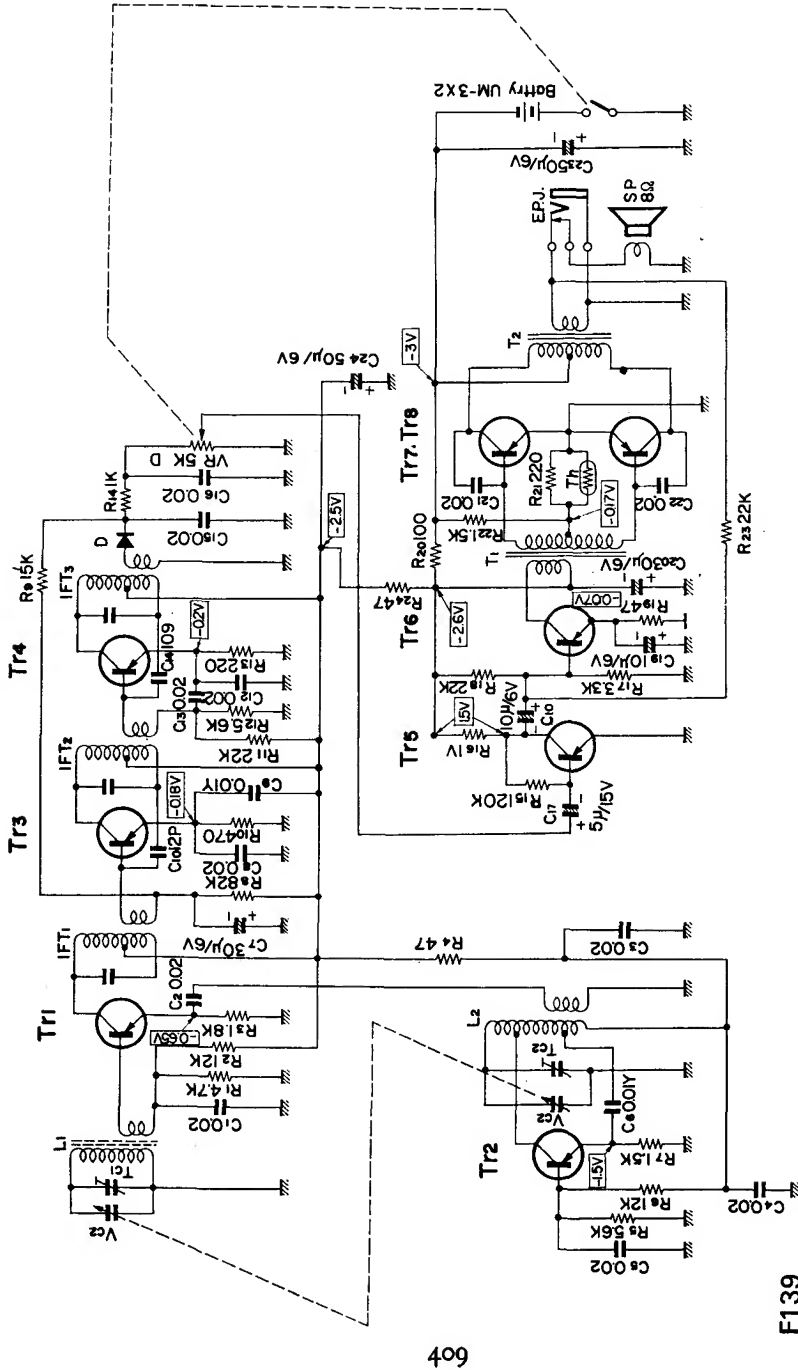 Tr1
Tr3
Tr4
L1
Tc1
Vc2
C1 0.02
R1 4.7K
R2 12K
R3 1.8K
-0.65V
C2 0.02
IFT1
C7 30μ/6V
R8 82K
C8 0.02
R10 470
C9 0.01Y
-0.18V
C10 12P
IFT2
R11 22K
R12 5.6K
C13 0.02
C12 0.02
R13 220
-0.2V
C14 109
IFT3
R9 15K
D
C15 0.02
R14 1K
C16 0.02
VR 5K D
-2.5V
C24 50μ/6V
R4 47
C3 0.02
R24 47
Tr2
C5 0.02
R5 5.6K
R6 12K
C4 0.02
R7 1.5K
-1.5V
C6 0.01Y
Vc2
Tc2
L2
Tr5
Tr6
Tr7. Tr8
C17
5μ/15V
R15 120K
R16 1V
1.5V
C10
10μ/6V
R18 22K
R17 3.3K
C19 10μ/6V
R19 47
-0.07V
C20 30μ/6V
-2.6V
R20 100
T1
R22 1.5K
-0.17V
R21 220
Th
C21 0.02
C22 0.02
-3V
T2
R23 22K
E.P.J.
SP
8Ω
C23 50μ/6V
Battry UM-3X2
F139
409